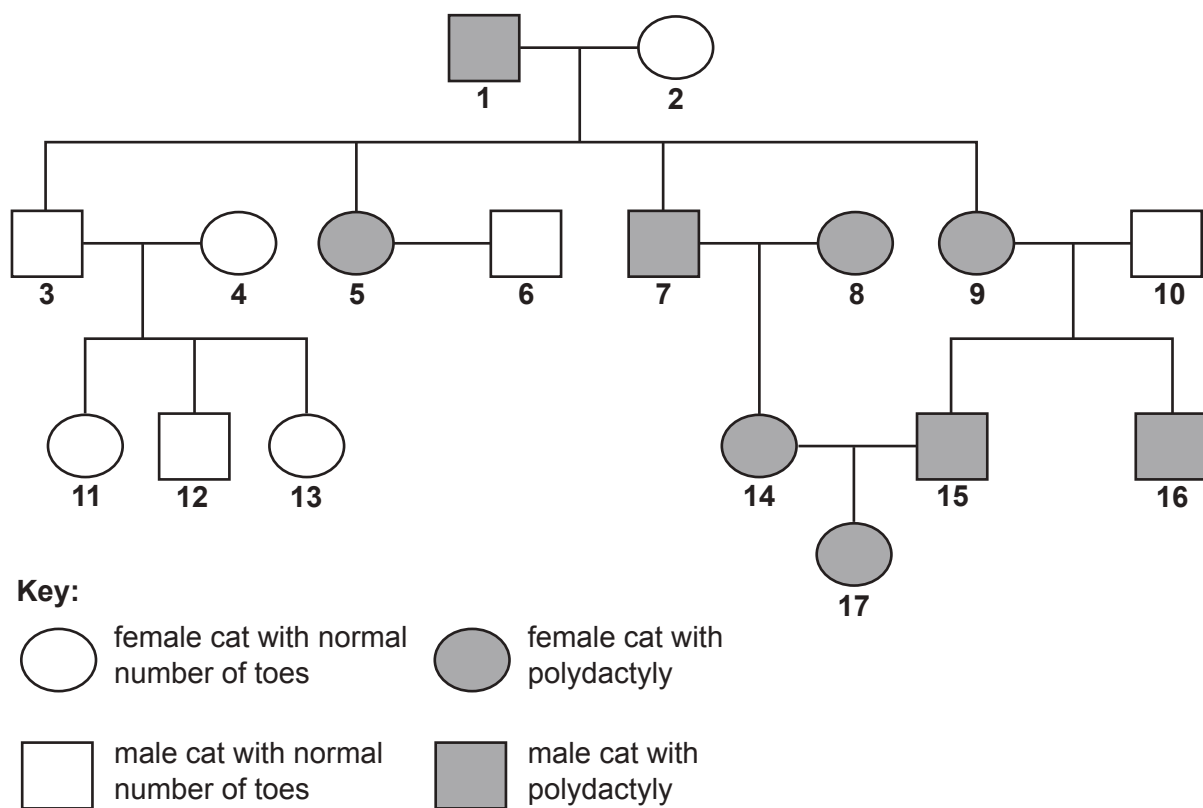 1
2
3
4
5
6
7
8
9
10
11
12
13
14
15
16
17
Key:
female cat with normal
number of toes
female cat with
polydactyly
male cat with normal
number of toes
male cat with
polydactyly